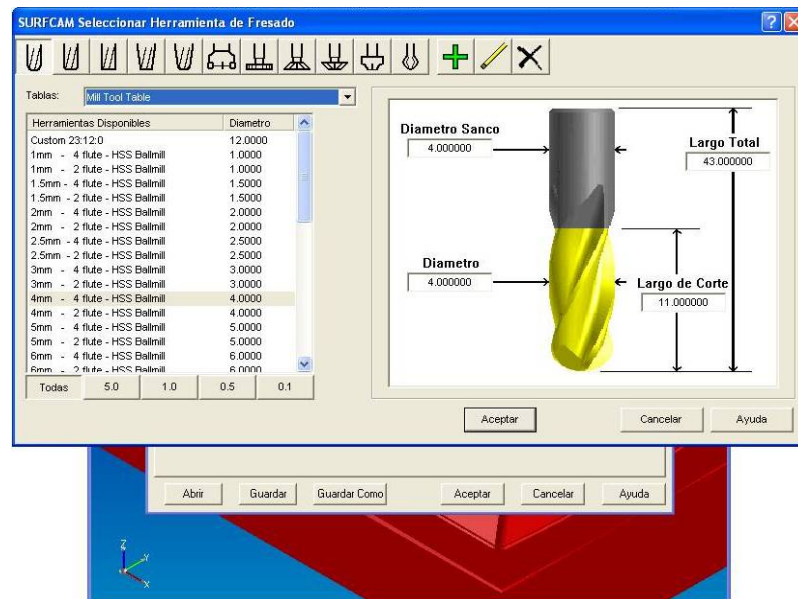 SURFCAM Seleccionar Herramienta de Fresado
Tablas: Mill Tool Table
Herramientas Disponibles Diametro
Custom 23:12:0 12.0000
1mm - 4 flute - HSS Ballmill 1.0000
1mm - 2 flute - HSS Ballmill 1.0000
1.5mm - 4 flute - HSS Ballmill 1.5000
1.5mm - 2 flute - HSS Ballmill 1.5000
2mm - 4 flute - HSS Ballmill 2.0000
2mm - 2 flute - HSS Ballmill 2.0000
2.5mm - 4 flute - HSS Ballmill 2.5000
2.5mm - 2 flute - HSS Ballmill 2.5000
3mm - 4 flute - HSS Ballmill 3.0000
3mm - 2 flute - HSS Ballmill 3.0000
4mm - 4 flute - HSS Ballmill 4.0000
4mm - 2 flute - HSS Ballmill 4.0000
5mm - 4 flute - HSS Ballmill 5.0000
5mm - 2 flute - HSS Ballmill 5.0000
6mm - 4 flute - HSS Ballmill 6.0000
6mm - 2 flute - HSS Ballmill 6.0000
Todas 5.0 1.0 0.5 0.1
Diametro Sanco
4.000000
Largo Total
43.000000
Diametro
4.000000
Largo de Corte
11.000000
Aceptar Cancelar Ayuda
Abrir Guardar Guardar Como Aceptar Cancelar Ayuda
Z
Y
X